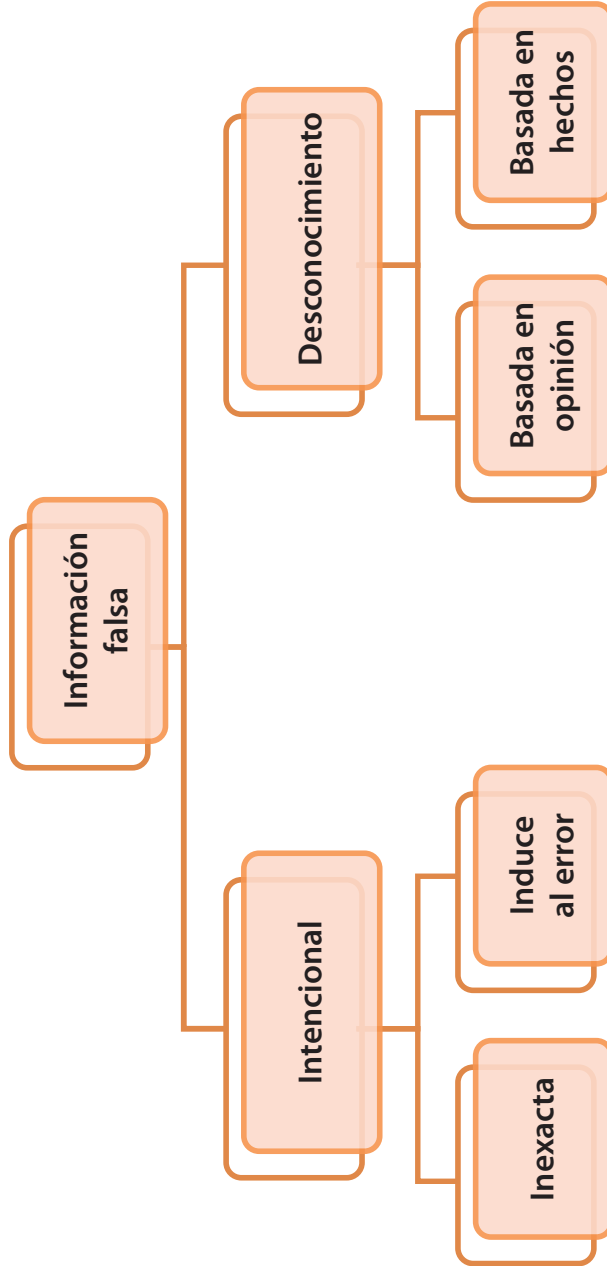 Información
falsa
Intencional
Desconocimiento
Inexacta
Induce
al error
Basada en
opinión
Basada en
hechos